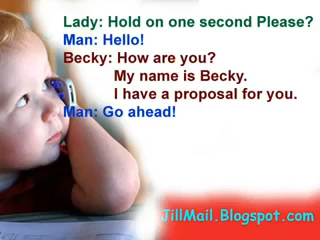 Lady: Hold on one second Please?
Man: Hello!
Becky: How are you?
My name is Becky.
I have a proposal for you.
Man: Go ahead!
JillMail.Blogspot.com